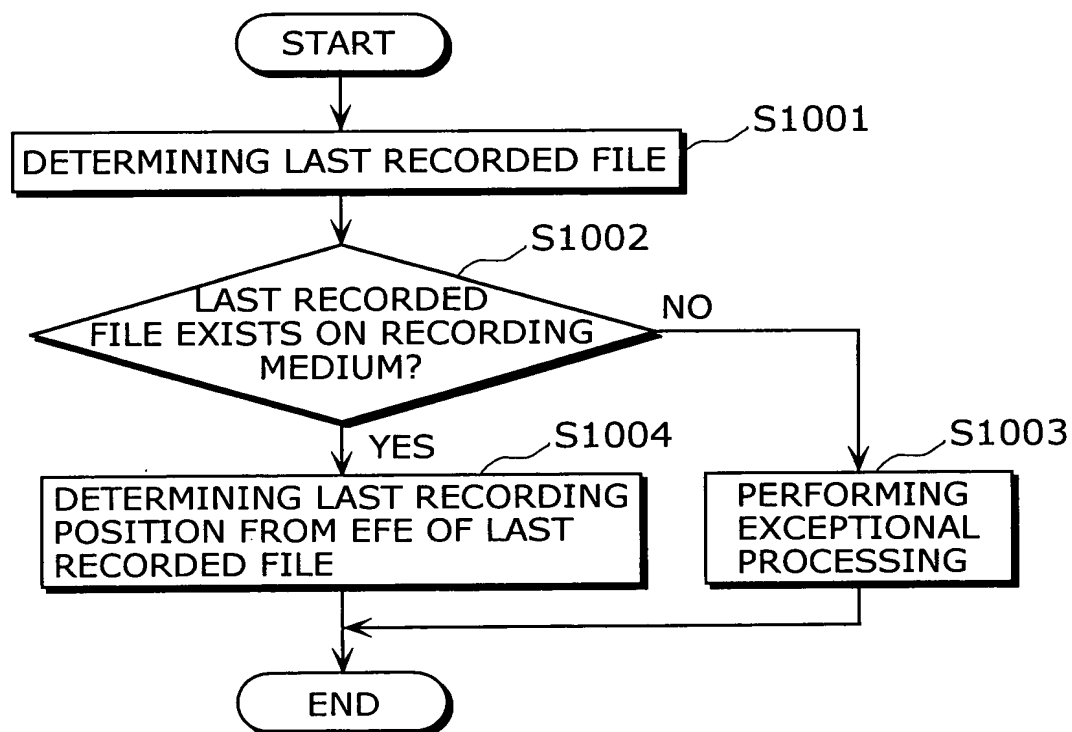 START
S1001
DETERMINING LAST RECORDED FILE
S1002
LAST RECORDED
FILE EXISTS ON RECORDING
MEDIUM?
NO
YES
S1004
DETERMINING LAST RECORDING
POSITION FROM EFE OF LAST
RECORDED FILE
S1003
PERFORMING
EXCEPTIONAL
PROCESSING
END